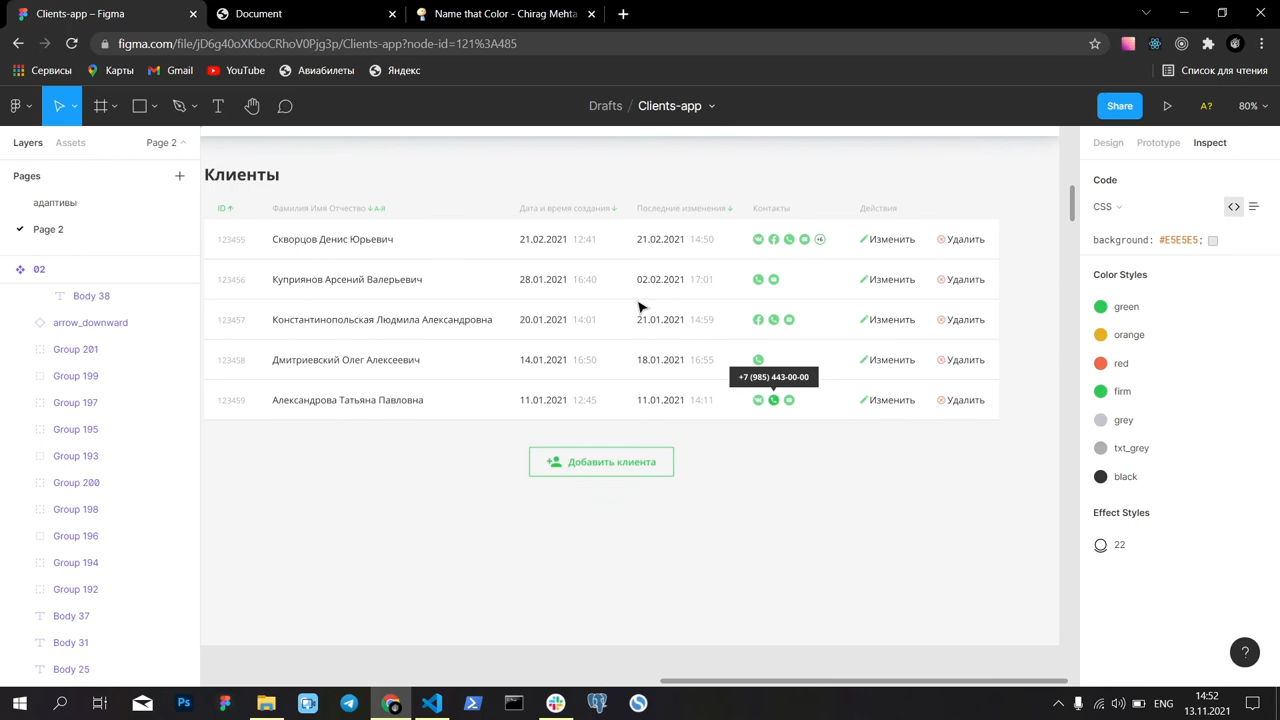 Clients-app – Figma
Document
Name that Color - Chirag Mehta
figma.com/file/jD6g40oXKboCRhoV0Pjg3p/Clients-app?node-id=121%3A485
Сервисы
Карты
Gmail
YouTube
Авиабилеты
Яндекс
Список для чтения
Drafts / Clients-app
Share
A?
80%
Layers
Assets
Page 2
Pages
адаптивы
Page 2
02
Body 38
arrow_downward
Group 201
Group 199
Group 197
Group 195
Group 193
Group 200
Group 198
Group 196
Group 194
Group 192
Body 37
Body 31
Body 25
Клиенты
ID Фамилия Имя Отчество А-Я Дата и время создания Последние изменения Контакты Действия
123455 Скворцов Денис Юрьевич 21.02.2021 12:41 21.02.2021 14:50 +6 Изменить Удалить
123456 Куприянов Арсений Валерьевич 28.01.2021 16:40 02.02.2021 17:01 Изменить Удалить
123457 Константинопольская Людмила Александровна 20.01.2021 14:01 21.01.2021 14:59 Изменить Удалить
123458 Дмитриевский Олег Алексеевич 14.01.2021 16:50 18.01.2021 16:55 Изменить Удалить
+7 (985) 443-00-00
123459 Александрова Татьяна Павловна 11.01.2021 12:45 11.01.2021 14:11 Изменить Удалить
Добавить клиента
Design
Prototype
Inspect
Code
CSS
background: #E5E5E5;
Color Styles
green
orange
red
firm
grey
txt_grey
black
Effect Styles
22
?
Ps
ENG
14:52
13.11.2021